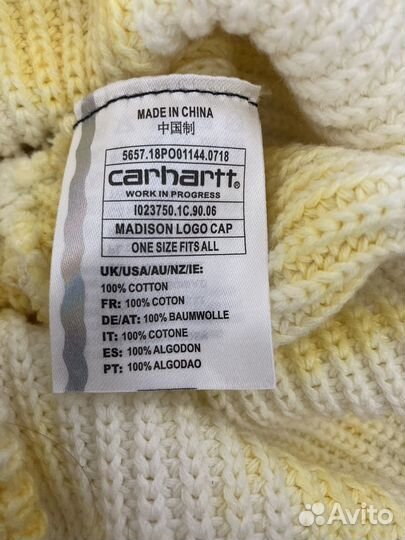 MADE IN CHINA
中国制
5657.18PO01144.0718
carhartt®
WORK IN PROGRESS
I023750.1C.90.06
MADISON LOGO CAP
ONE SIZE FITS ALL
UK/USA/AU/NZ/IE:
100% COTTON
FR: 100% COTON
DE/AT: 100% BAUMWOLLE
IT: 100% COTONE
ES: 100% ALGODON
PT: 100% ALGODAO
Avito